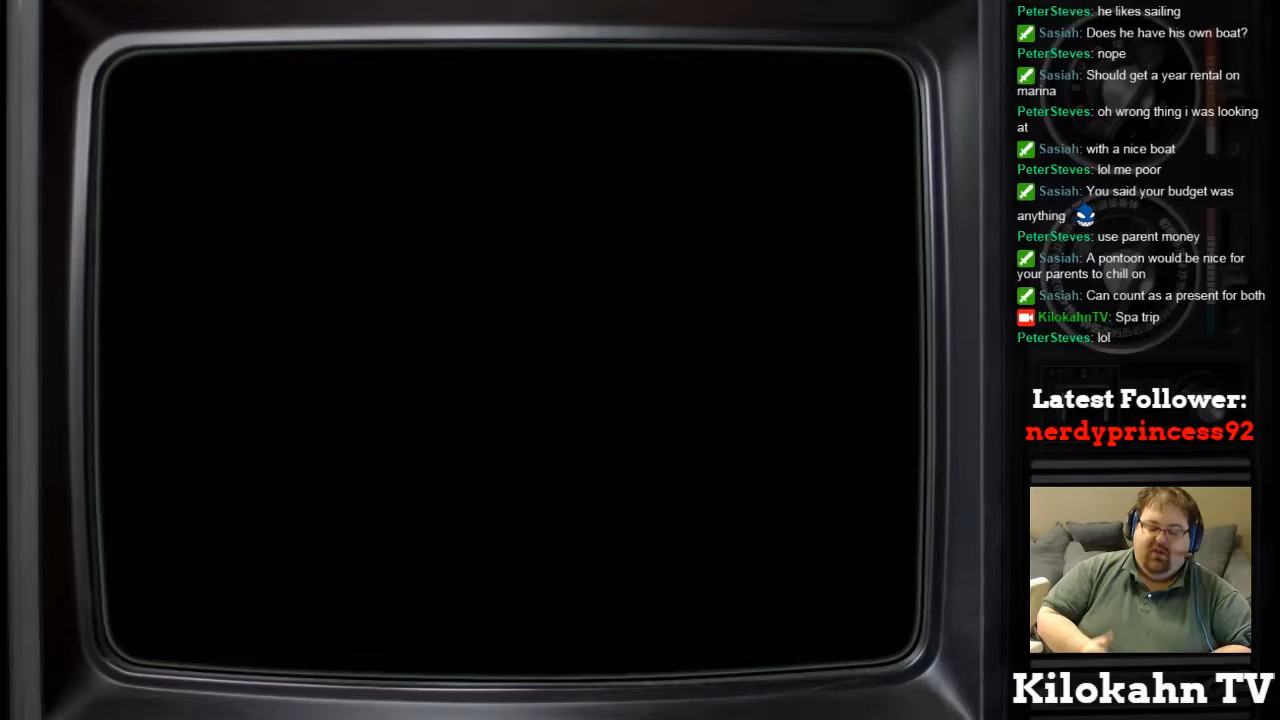 PeterSteves: he likes sailing
Sasiah: Does he have his own boat?
PeterSteves: nope
Sasiah: Should get a year rental on
marina
PeterSteves: oh wrong thing i was looking
at
Sasiah: with a nice boat
PeterSteves: lol me poor
Sasiah: You said your budget was
anything
PeterSteves: use parent money
Sasiah: A pontoon would be nice for
your parents to chill on
Sasiah: Can count as a present for both
KilokahnTV: Spa trip
PeterSteves: lol
Latest Follower:
nerdyprincess92
Kilokahn TV